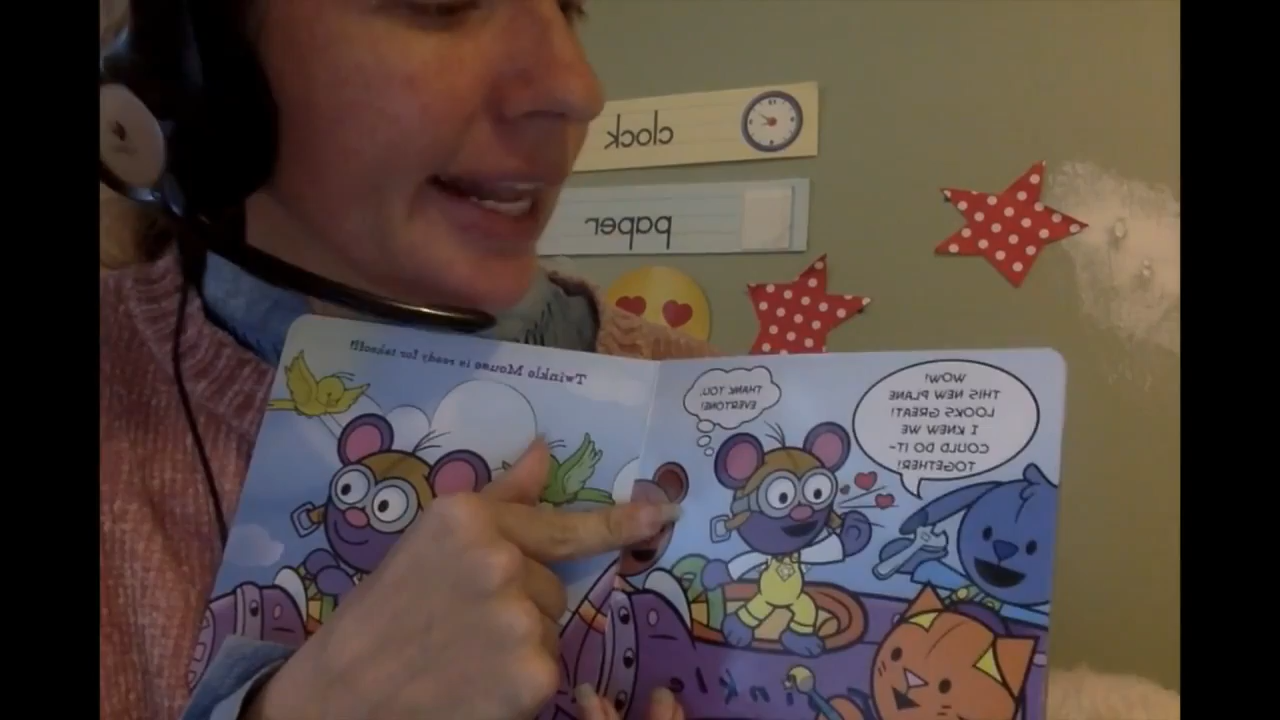 clock
paper
Twinkle Mouse is ready for takeoff!
THANK YOU,
EVERYONE!
WOW!
THIS NEW PLANE
LOOKS GREAT!
I KNEW WE
COULD DO IT-
TOGETHER!